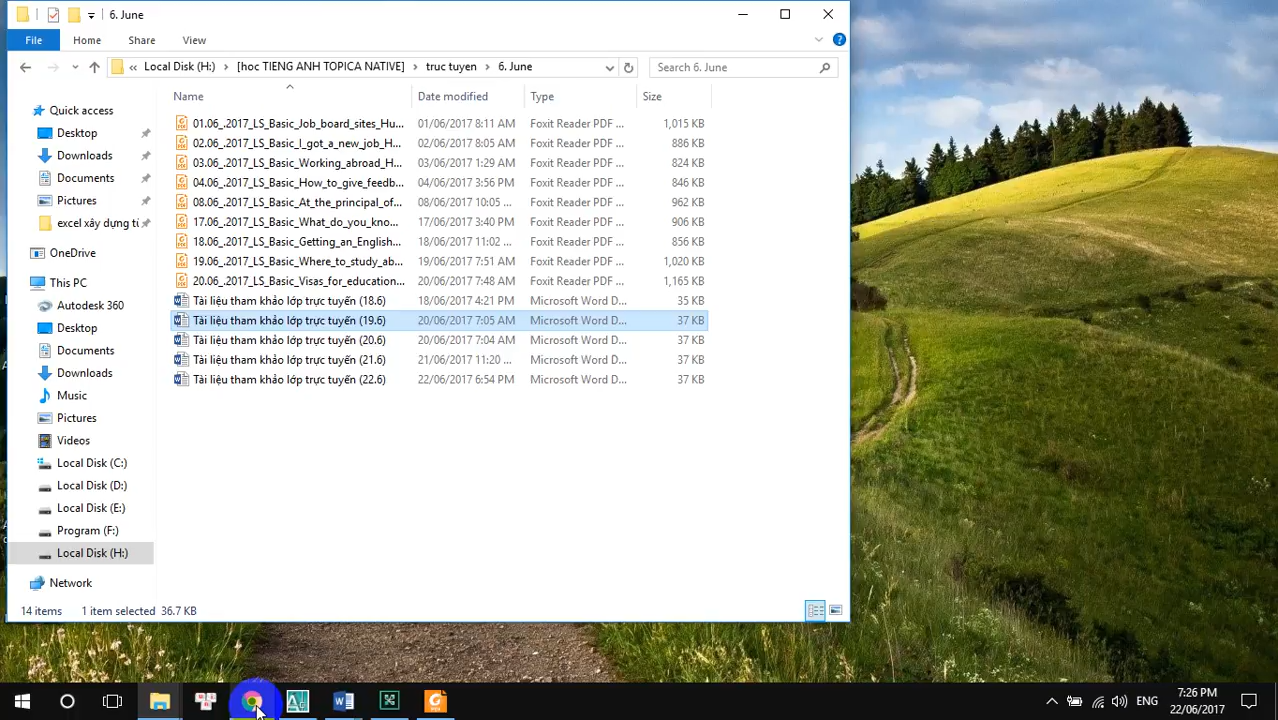 6. June
File Home Share View
« Local Disk (H:) › [hoc TIENG ANH TOPICA NATIVE] › truc tuyen › 6. June
Search 6. June
Name Date modified Type Size
Quick access
Desktop
Downloads
Documents
Pictures
excel xây dựng từ
OneDrive
This PC
Autodesk 360
Desktop
Documents
Downloads
Music
Pictures
Videos
Local Disk (C:)
Local Disk (D:)
Local Disk (E:)
Program (F:)
Local Disk (H:)
Network
01.06_.2017_LS_Basic_Job_board_sites_Hu... 01/06/2017 8:11 AM Foxit Reader PDF ... 1,015 KB
02.06_.2017_LS_Basic_I_got_a_new_job_H... 02/06/2017 8:05 AM Foxit Reader PDF ... 886 KB
03.06_.2017_LS_Basic_Working_abroad_H... 03/06/2017 1:29 AM Foxit Reader PDF ... 824 KB
04.06_.2017_LS_Basic_How_to_give_feedb... 04/06/2017 3:56 PM Foxit Reader PDF ... 846 KB
08.06_.2017_LS_Basic_At_the_principal_of... 08/06/2017 10:05 ... Foxit Reader PDF ... 962 KB
17.06_.2017_LS_Basic_What_do_you_kno... 17/06/2017 3:40 PM Foxit Reader PDF ... 906 KB
18.06_.2017_LS_Basic_Getting_an_English... 18/06/2017 11:02 ... Foxit Reader PDF ... 856 KB
19.06_.2017_LS_Basic_Where_to_study_ab... 19/06/2017 7:51 AM Foxit Reader PDF ... 1,020 KB
20.06_.2017_LS_Basic_Visas_for_education... 20/06/2017 7:48 AM Foxit Reader PDF ... 1,165 KB
Tài liệu tham khảo lớp trực tuyến (18.6) 18/06/2017 4:21 PM Microsoft Word D... 35 KB
Tài liệu tham khảo lớp trực tuyến (19.6) 20/06/2017 7:05 AM Microsoft Word D... 37 KB
Tài liệu tham khảo lớp trực tuyến (20.6) 20/06/2017 7:04 AM Microsoft Word D... 37 KB
Tài liệu tham khảo lớp trực tuyến (21.6) 21/06/2017 11:20 ... Microsoft Word D... 37 KB
Tài liệu tham khảo lớp trực tuyến (22.6) 22/06/2017 6:54 PM Microsoft Word D... 37 KB
14 items 1 item selected 36.7 KB
ENG
7:26 PM
22/06/2017